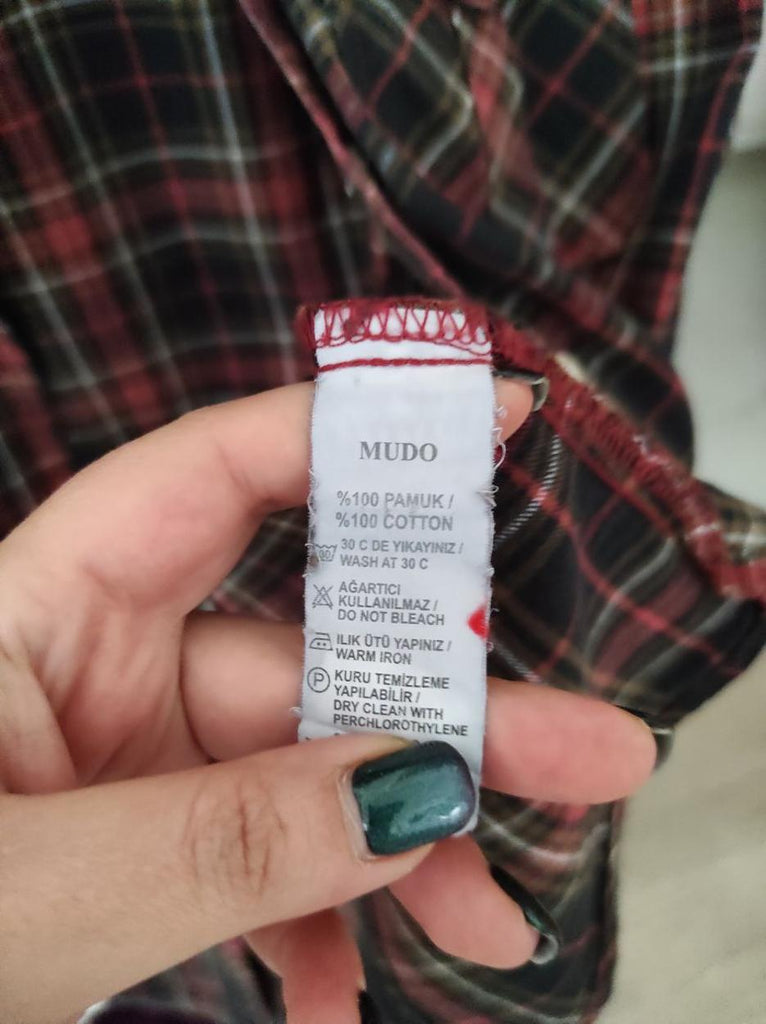 MUDO
%100 PAMUK /
%100 COTTON
30 C DE YIKAYINIZ /
WASH AT 30 C
AĞARTICI
KULLANILMAZ /
DO NOT BLEACH
ILIK ÜTÜ YAPINIZ /
WARM IRON
P KURU TEMİZLEME
YAPILABİLİR /
DRY CLEAN WITH
PERCHLOROTHYLENE